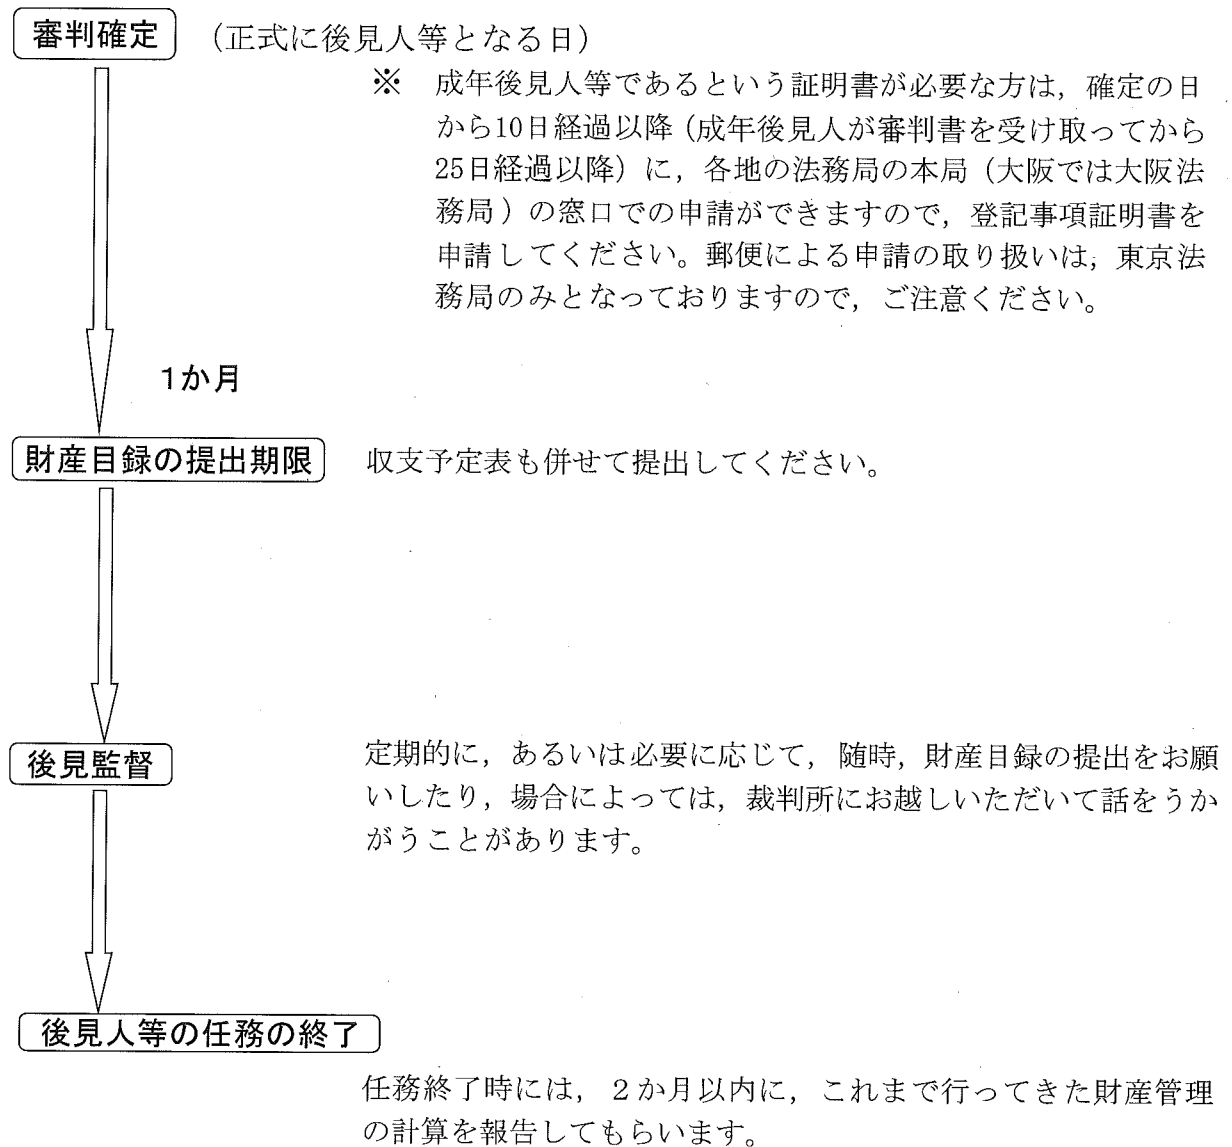 審判確定 (正式に後見人等となる日)
※ 成年後見人等であるという証明書が必要な方は，確定の日
から10日経過以降（成年後見人が審判書を受け取ってから
25日経過以降）に，各地の法務局の本局（大阪では大阪法
務局）の窓口での申請ができますので，登記事項証明書を
申請してください。郵便による申請の取り扱いは，東京法
務局のみとなっておりますので，ご注意ください。
１か月
財産目録の提出期限 収支予定表も併せて提出してください。
後見監督 定期的に，あるいは必要に応じて，随時，財産目録の提出をお願
いしたり，場合によっては，裁判所にお越しいただいて話をうか
がうことがあります。
後見人等の任務の終了
任務終了時には，２か月以内に，これまで行ってきた財産管理
の計算を報告してもらいます。